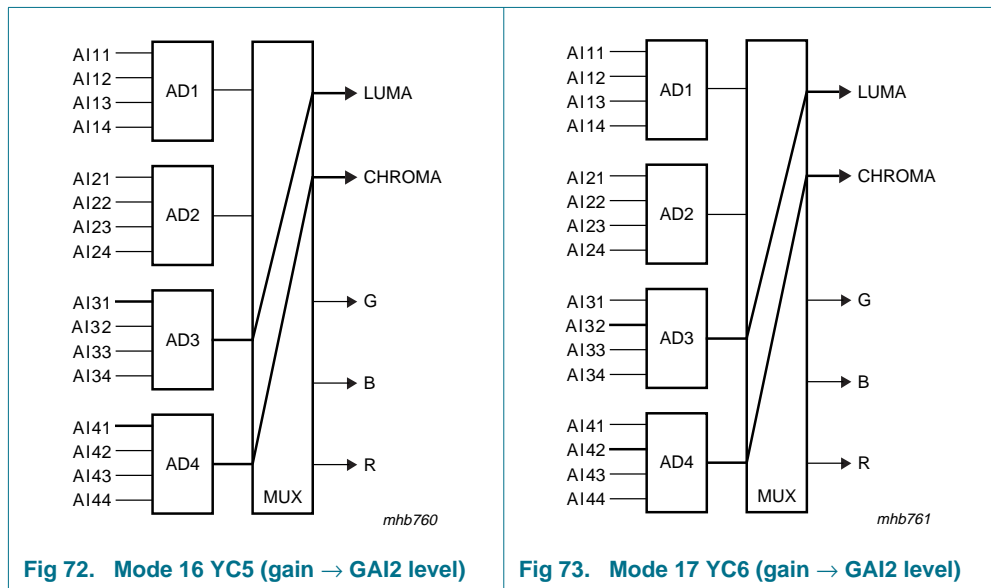 AI11
AI12
AI13
AI14
AD1
AI21
AI22
AI23
AI24
AD2
AI31
AI32
AI33
AI34
AD3
AI41
AI42
AI43
AI44
AD4
MUX
LUMA
CHROMA
G
B
R
mhb760
Fig 72. Mode 16 YC5 (gain → GAI2 level)
AI11
AI12
AI13
AI14
AD1
AI21
AI22
AI23
AI24
AD2
AI31
AI32
AI33
AI34
AD3
AI41
AI42
AI43
AI44
AD4
MUX
LUMA
CHROMA
G
B
R
mhb761
Fig 73. Mode 17 YC6 (gain → GAI2 level)